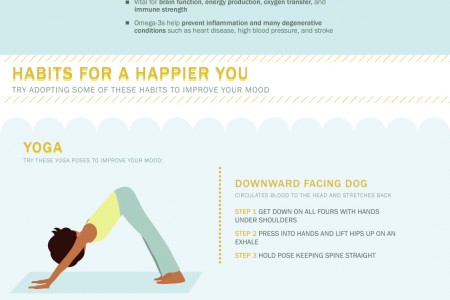 Vital for brain function, energy production, oxygen transfer, and
immune strength
Omega-3s help prevent inflammation and many degenerative
conditions such as heart disease, high blood pressure, and stroke
HABITS FOR A HAPPIER YOU
TRY ADOPTING SOME OF THESE HABITS TO IMPROVE YOUR MOOD
YOGA
TRY THESE YOGA POSES TO IMPROVE YOUR MOOD:
DOWNWARD FACING DOG
CIRCULATES BLOOD TO THE HEAD AND STRETCHES BACK
STEP 1 GET DOWN ON ALL FOURS WITH HANDS
UNDER SHOULDERS
STEP 2 PRESS INTO HANDS AND LIFT HIPS UP ON AN
EXHALE
STEP 3 HOLD POSE KEEPING SPINE STRAIGHT